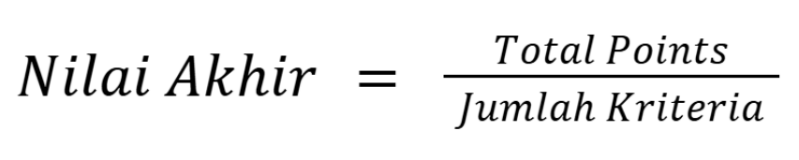 Nilai Akhir = Total Points
Jumlah Kriteria